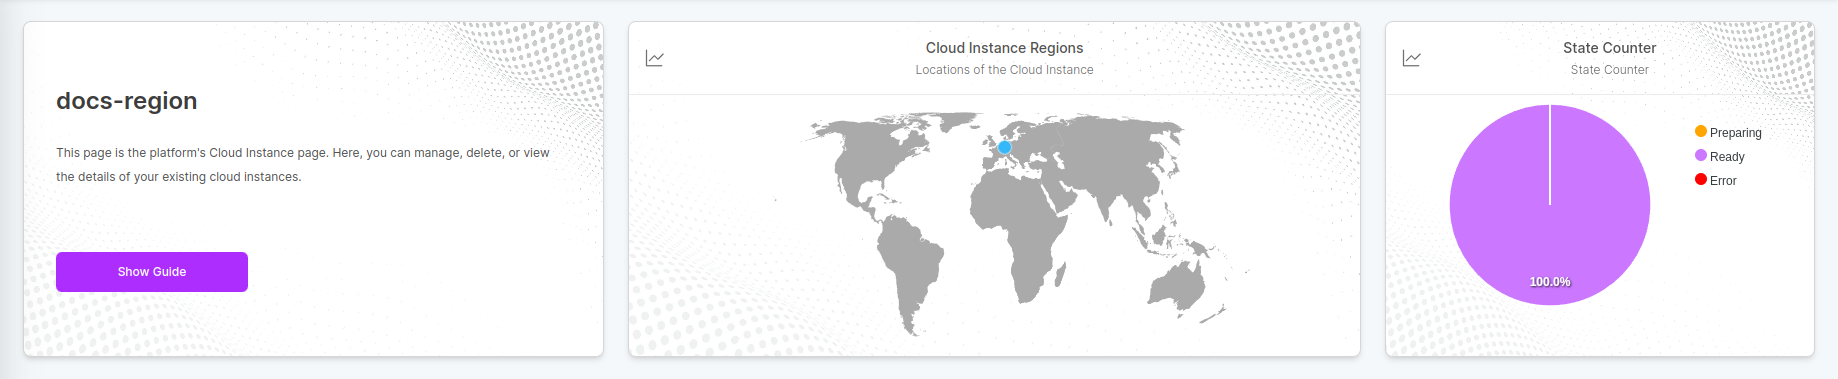 docs-region
This page is the platform's Cloud Instance page. Here, you can manage, delete, or view
the details of your existing cloud instances.
Show Guide
Cloud Instance Regions
Locations of the Cloud Instance
State Counter
State Counter
Preparing
Ready
Error
100.0%